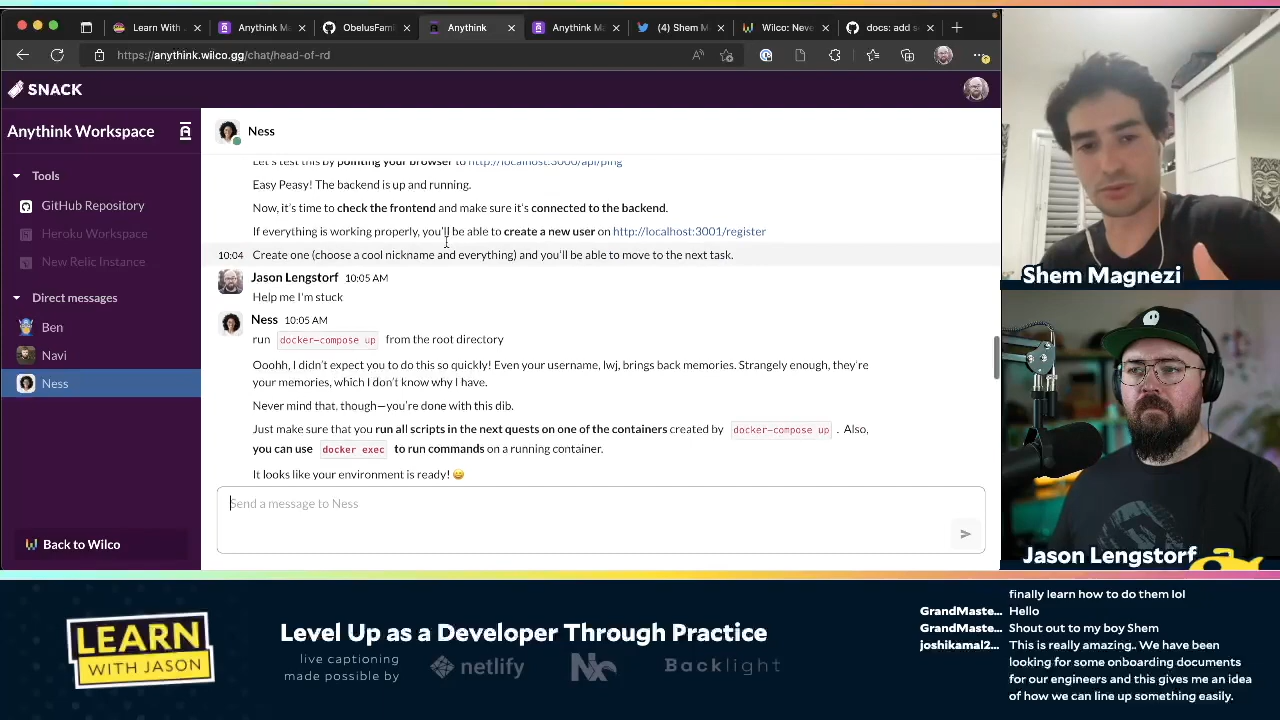 Learn With
Anythink Ma
ObelusFami
Anythink
Anythink Ma
(4) Shem M
Wilco: Neve
docs: add s
https://anythink.wilco.gg/chat/head-of-rd
SNACK
Anythink Workspace
Tools
GitHub Repository
Heroku Workspace
New Relic Instance
Direct messages
Ben
Navi
Ness
Back to Wilco
Ness
Let's test this by pointing your browser to http://localhost:3000/api/ping
Easy Peasy! The backend is up and running.
Now, it's time to check the frontend and make sure it's connected to the backend.
If everything is working properly, you'll be able to create a new user on http://localhost:3001/register
10:04 Create one (choose a cool nickname and everything) and you'll be able to move to the next task.
Jason Lengstorf 10:05 AM
Help me I'm stuck
Ness 10:05 AM
run docker-compose up from the root directory
Ooohh, I didn't expect you to do this so quickly! Even your username, lwj, brings back memories. Strangely enough, they're
your memories, which I don't know why I have.
Never mind that, though—you're done with this dib.
Just make sure that you run all scripts in the next quests on one of the containers created by docker-compose up . Also,
you can use docker exec to run commands on a running container.
It looks like your environment is ready! 😄
Send a message to Ness
Shem Magnezi
Jason Lengstorf
LEARN
WITH JASON
Level Up as a Developer Through Practice
live captioning
made possible by
netlify
Nx
Backlight
finally learn how to do them lol
GrandMaste... Hello
GrandMaste... Shout out to my boy Shem
joshikamal2... This is really amazing.. We have been
looking for some onboarding documents
for our engineers and this gives me an idea
of how we can line up something easily.